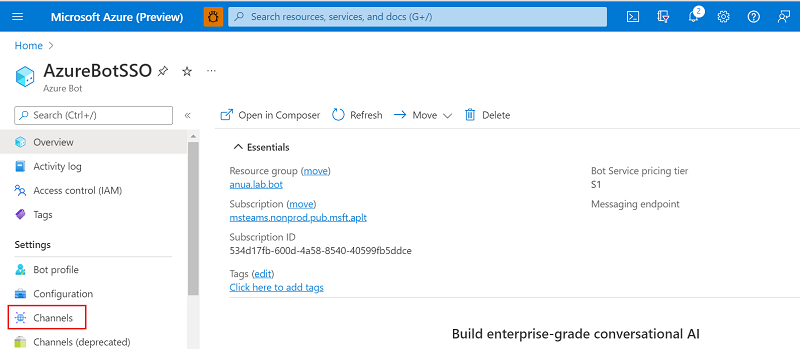 Microsoft Azure (Preview)
Search resources, services, and docs (G+/)
2
Home
AzureBotSSO
Azure Bot
Search (Ctrl+/)
Overview
Activity log
Access control (IAM)
Tags
Settings
Bot profile
Configuration
Channels
Channels (deprecated)
Open in Composer
Refresh
Move
Delete
Essentials
Resource group (move)
anua.lab.bot
Subscription (move)
msteams.nonprod.pub.msft.aplt
Subscription ID
534d17fb-600d-4a58-8540-40599fb5ddce
Tags (edit)
Click here to add tags
Bot Service pricing tier
S1
Messaging endpoint
Build enterprise-grade conversational AI